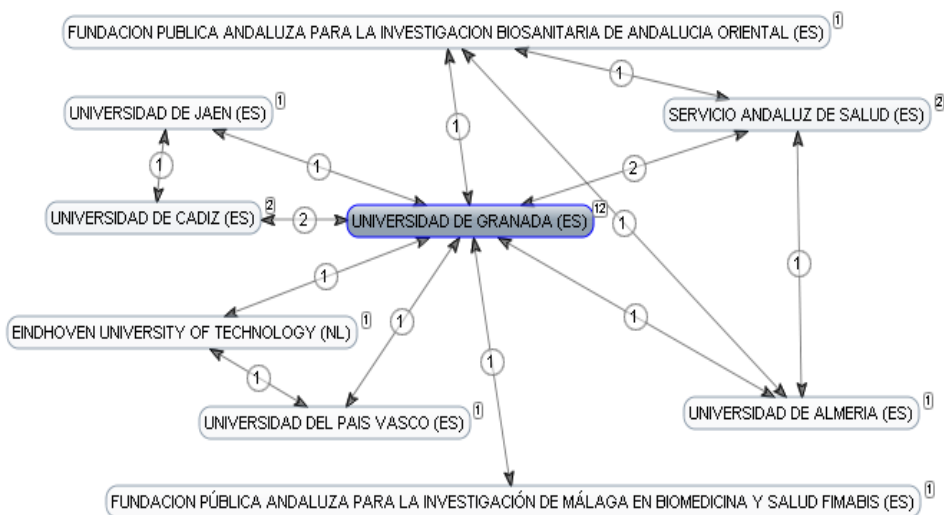 FUNDACION PUBLICA ANDALUZA PARA LA INVESTIGACION BIOSANITARIA DE ANDALUCIA ORIENTAL (ES)
1
1
UNIVERSIDAD DE JAEN (ES)
1
SERVICIO ANDALUZ DE SALUD (ES)
2
1
1
1
2
UNIVERSIDAD DE CADIZ (ES)
2
2
UNIVERSIDAD DE GRANADA (ES)
12
1
1
1
1
1
EINDHOVEN UNIVERSITY OF TECHNOLOGY (NL)
1
1
1
UNIVERSIDAD DEL PAIS VASCO (ES)
1
UNIVERSIDAD DE ALMERIA (ES)
1
FUNDACION PÚBLICA ANDALUZA PARA LA INVESTIGACIÓN DE MÁLAGA EN BIOMEDICINA Y SALUD FIMABIS (ES)
1